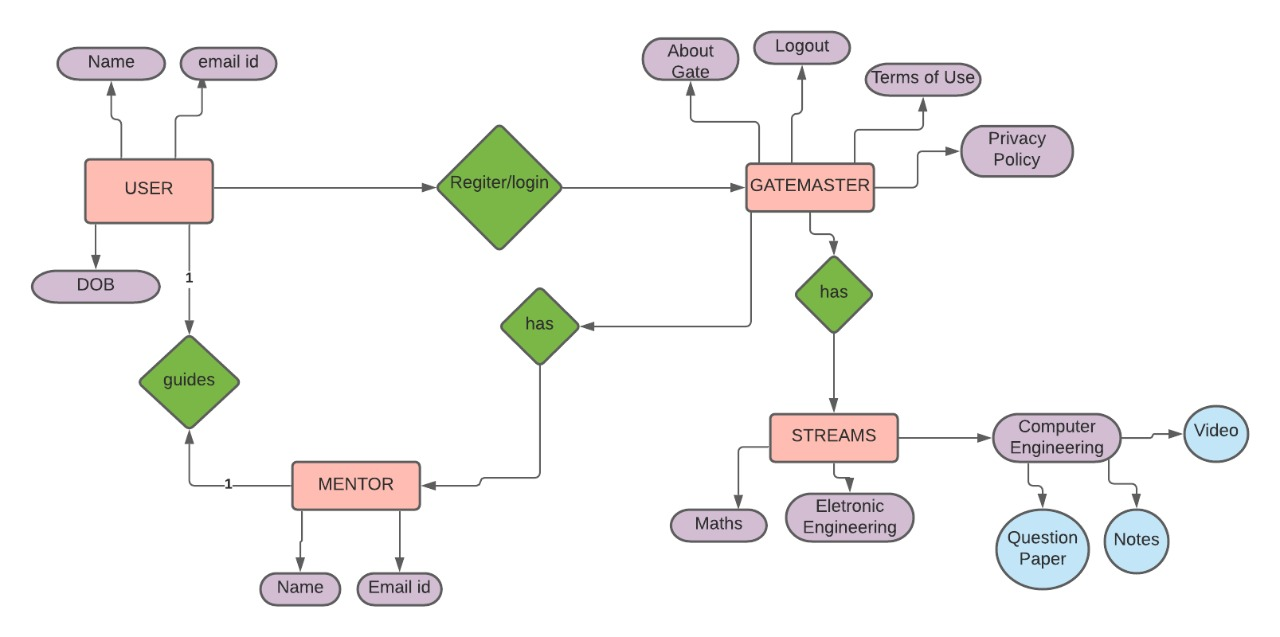 Name
email id
About
Gate
Logout
Terms of Use
Privacy
Policy
USER
Regiter/login
GATEMASTER
DOB
1
has
has
guides
STREAMS
Computer
Engineering
Video
1
MENTOR
Maths
Eletronic
Engineering
Question
Paper
Notes
Name
Email id